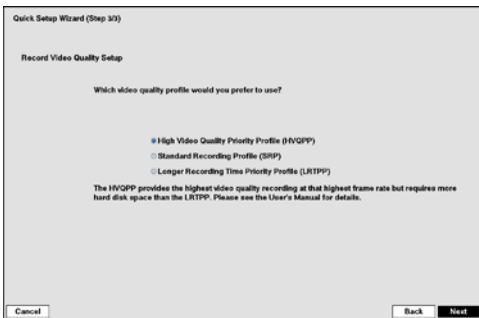 Quick Setup Wizard (Step 3/3)
Record Video Quality Setup
Which video quality profile would you prefer to use?
High Video Quality Priority Profile (HVQPP)
Standard Recording Profile (SRP)
Longer Recording Time Priority Profile (LRTPP)
The HVQPP provides the highest video quality recording at that highest frame rate but requires more
hard disk space than the LRTPP. Please see the User's Manual for details.
Cancel
Back
Next